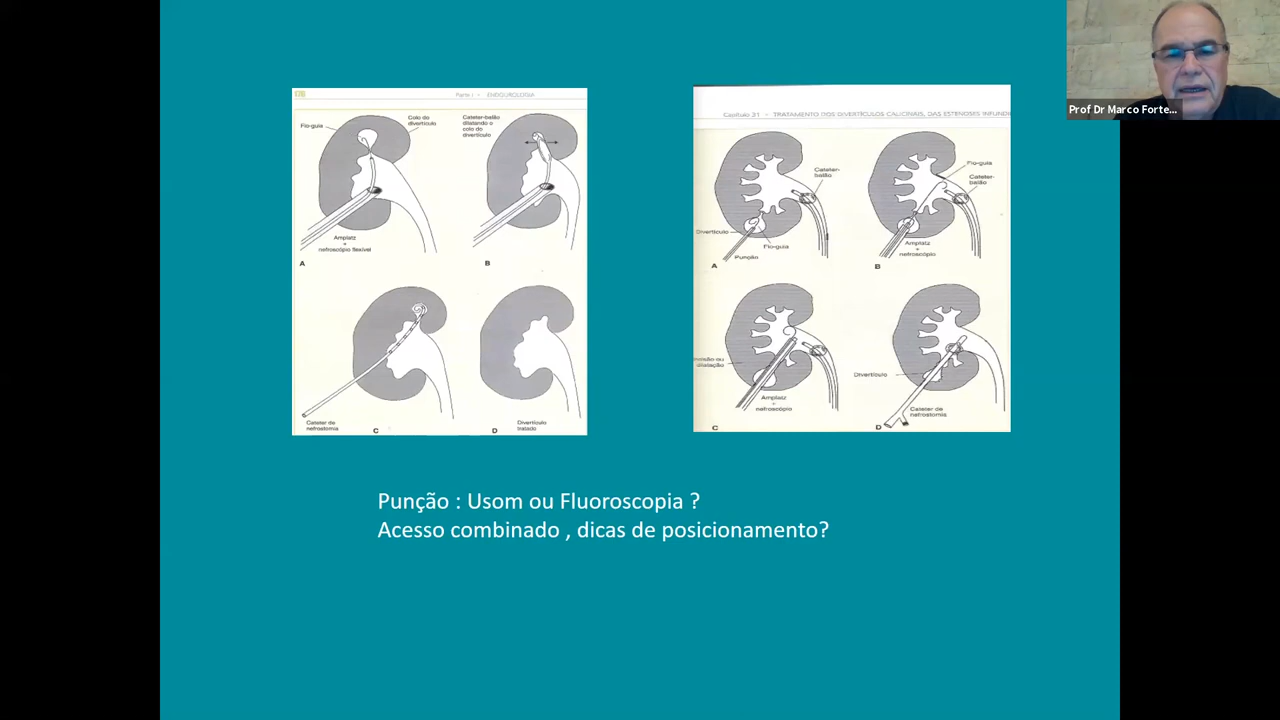 Prof Dr Marco Forte...
Parte I • ENDOUROLOGIA
Fio-guia
Colo do
divertículo
Amplatz
+
nefroscópio flexível
A
Cateter-balão
dilatando o
colo do
divertículo
B
Cateter de
nefrostomia
C
D
Divertículo
tratado
Capítulo 31 • TRATAMENTO DOS DIVERTÍCULOS CALICINAIS, DAS ESTENOSES INFUNDI
Cateter-
balão
Divertículo
Fio-guia
Punção
A
Fio-guia
Cateter-
balão
Amplatz
+
nefroscópio
B
ou
dilatação
Amplatz
+
nefroscópio
C
Divertículo
Cateter de
nefrostomia
D
Punção : Usom ou Fluoroscopia ?
Acesso combinado , dicas de posicionamento?